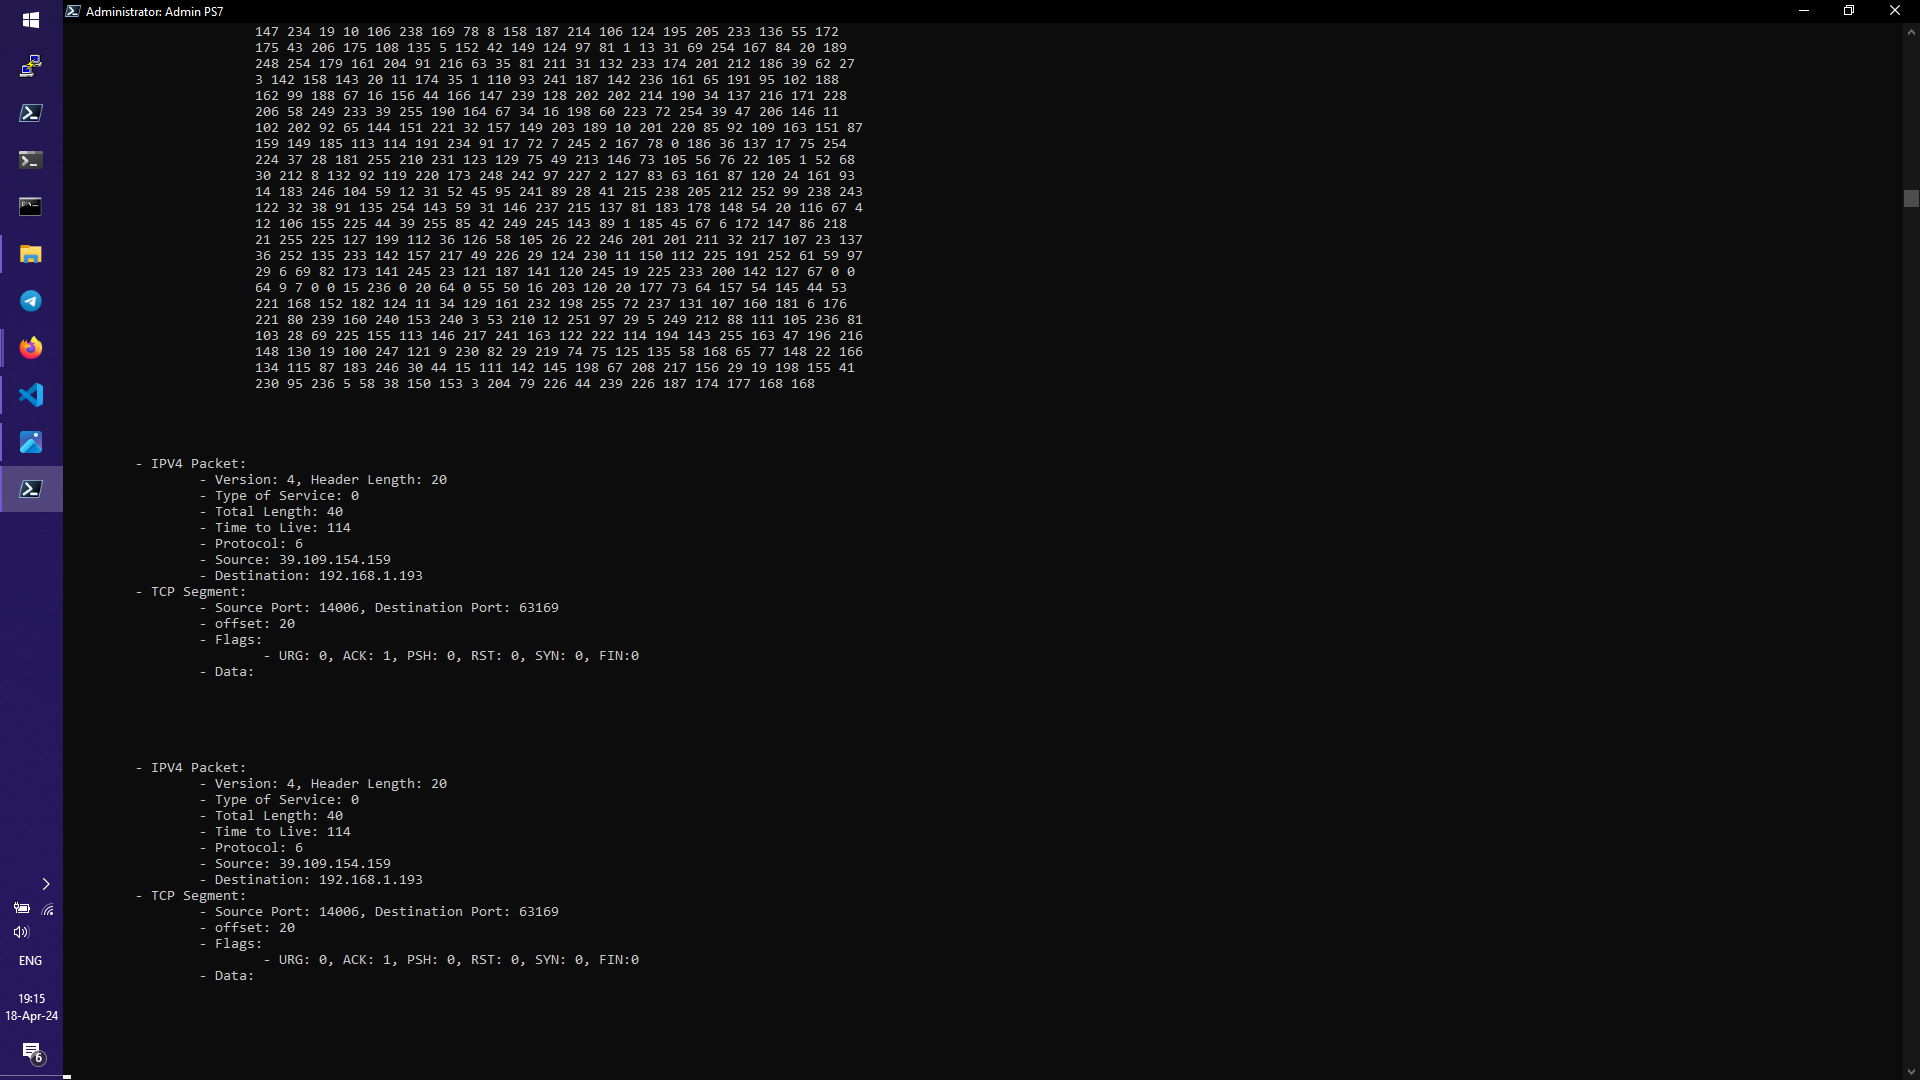 Administrator: Admin PS7
147 234 19 10 106 238 169 78 8 158 187 214 106 124 195 205 233 136 55 172
175 43 206 175 108 135 5 152 42 149 124 97 81 1 13 31 69 254 167 84 20 189
248 254 179 161 204 91 216 63 35 81 211 31 132 233 174 201 212 186 39 62 27
3 142 158 143 20 11 174 35 1 110 93 241 187 142 236 161 65 191 95 102 188
162 99 188 67 16 156 44 166 147 239 128 202 202 214 190 34 137 216 171 228
206 58 249 233 39 255 190 164 67 34 16 198 60 223 72 254 39 47 206 146 11
102 202 92 65 144 151 221 32 157 149 203 189 10 201 220 85 92 109 163 151 87
159 149 185 113 114 191 234 91 17 72 7 245 2 167 78 0 186 36 137 17 75 254
224 37 28 181 255 210 231 123 129 75 49 213 146 73 105 56 76 22 105 1 52 68
30 212 8 132 92 119 220 173 248 242 97 227 2 127 83 63 161 87 120 24 161 93
14 183 246 104 59 12 31 52 45 95 241 89 28 41 215 238 205 212 252 99 238 243
122 32 38 91 135 254 143 59 31 146 237 215 137 81 183 178 148 54 20 116 67 4
12 106 155 225 44 39 255 85 42 249 245 143 89 1 185 45 67 6 172 147 86 218
21 255 225 127 199 112 36 126 58 105 26 22 246 201 201 211 32 217 107 23 137
36 252 135 233 142 157 217 49 226 29 124 230 11 150 112 225 191 252 61 59 97
29 6 69 82 173 141 245 23 121 187 141 120 245 19 225 233 200 142 127 67 0 0
64 9 7 0 0 15 236 0 20 64 0 55 50 16 203 120 20 177 73 64 157 54 145 44 53
221 168 152 182 124 11 34 129 161 232 198 255 72 237 131 107 160 181 6 176
221 80 239 160 240 153 240 3 53 210 12 251 97 29 5 249 212 88 111 105 236 81
103 28 69 225 155 113 146 217 241 163 122 222 114 194 143 255 163 47 196 216
148 130 19 100 247 121 9 230 82 29 219 74 75 125 135 58 168 65 77 148 22 166
134 115 87 183 246 30 44 15 111 142 145 198 67 208 217 156 29 19 198 155 41
230 95 236 5 58 38 150 153 3 204 79 226 44 239 226 187 174 177 168 168
- IPV4 Packet:
- Version: 4, Header Length: 20
- Type of Service: 0
- Total Length: 40
- Time to Live: 114
- Protocol: 6
- Source: 39.109.154.159
- Destination: 192.168.1.193
- TCP Segment:
- Source Port: 14006, Destination Port: 63169
- offset: 20
- Flags:
- URG: 0, ACK: 1, PSH: 0, RST: 0, SYN: 0, FIN:0
- Data:
- IPV4 Packet:
- Version: 4, Header Length: 20
- Type of Service: 0
- Total Length: 40
- Time to Live: 114
- Protocol: 6
- Source: 39.109.154.159
- Destination: 192.168.1.193
- TCP Segment:
- Source Port: 14006, Destination Port: 63169
- offset: 20
- Flags:
- URG: 0, ACK: 1, PSH: 0, RST: 0, SYN: 0, FIN:0
- Data:
ENG
19:15
18-Apr-24
6